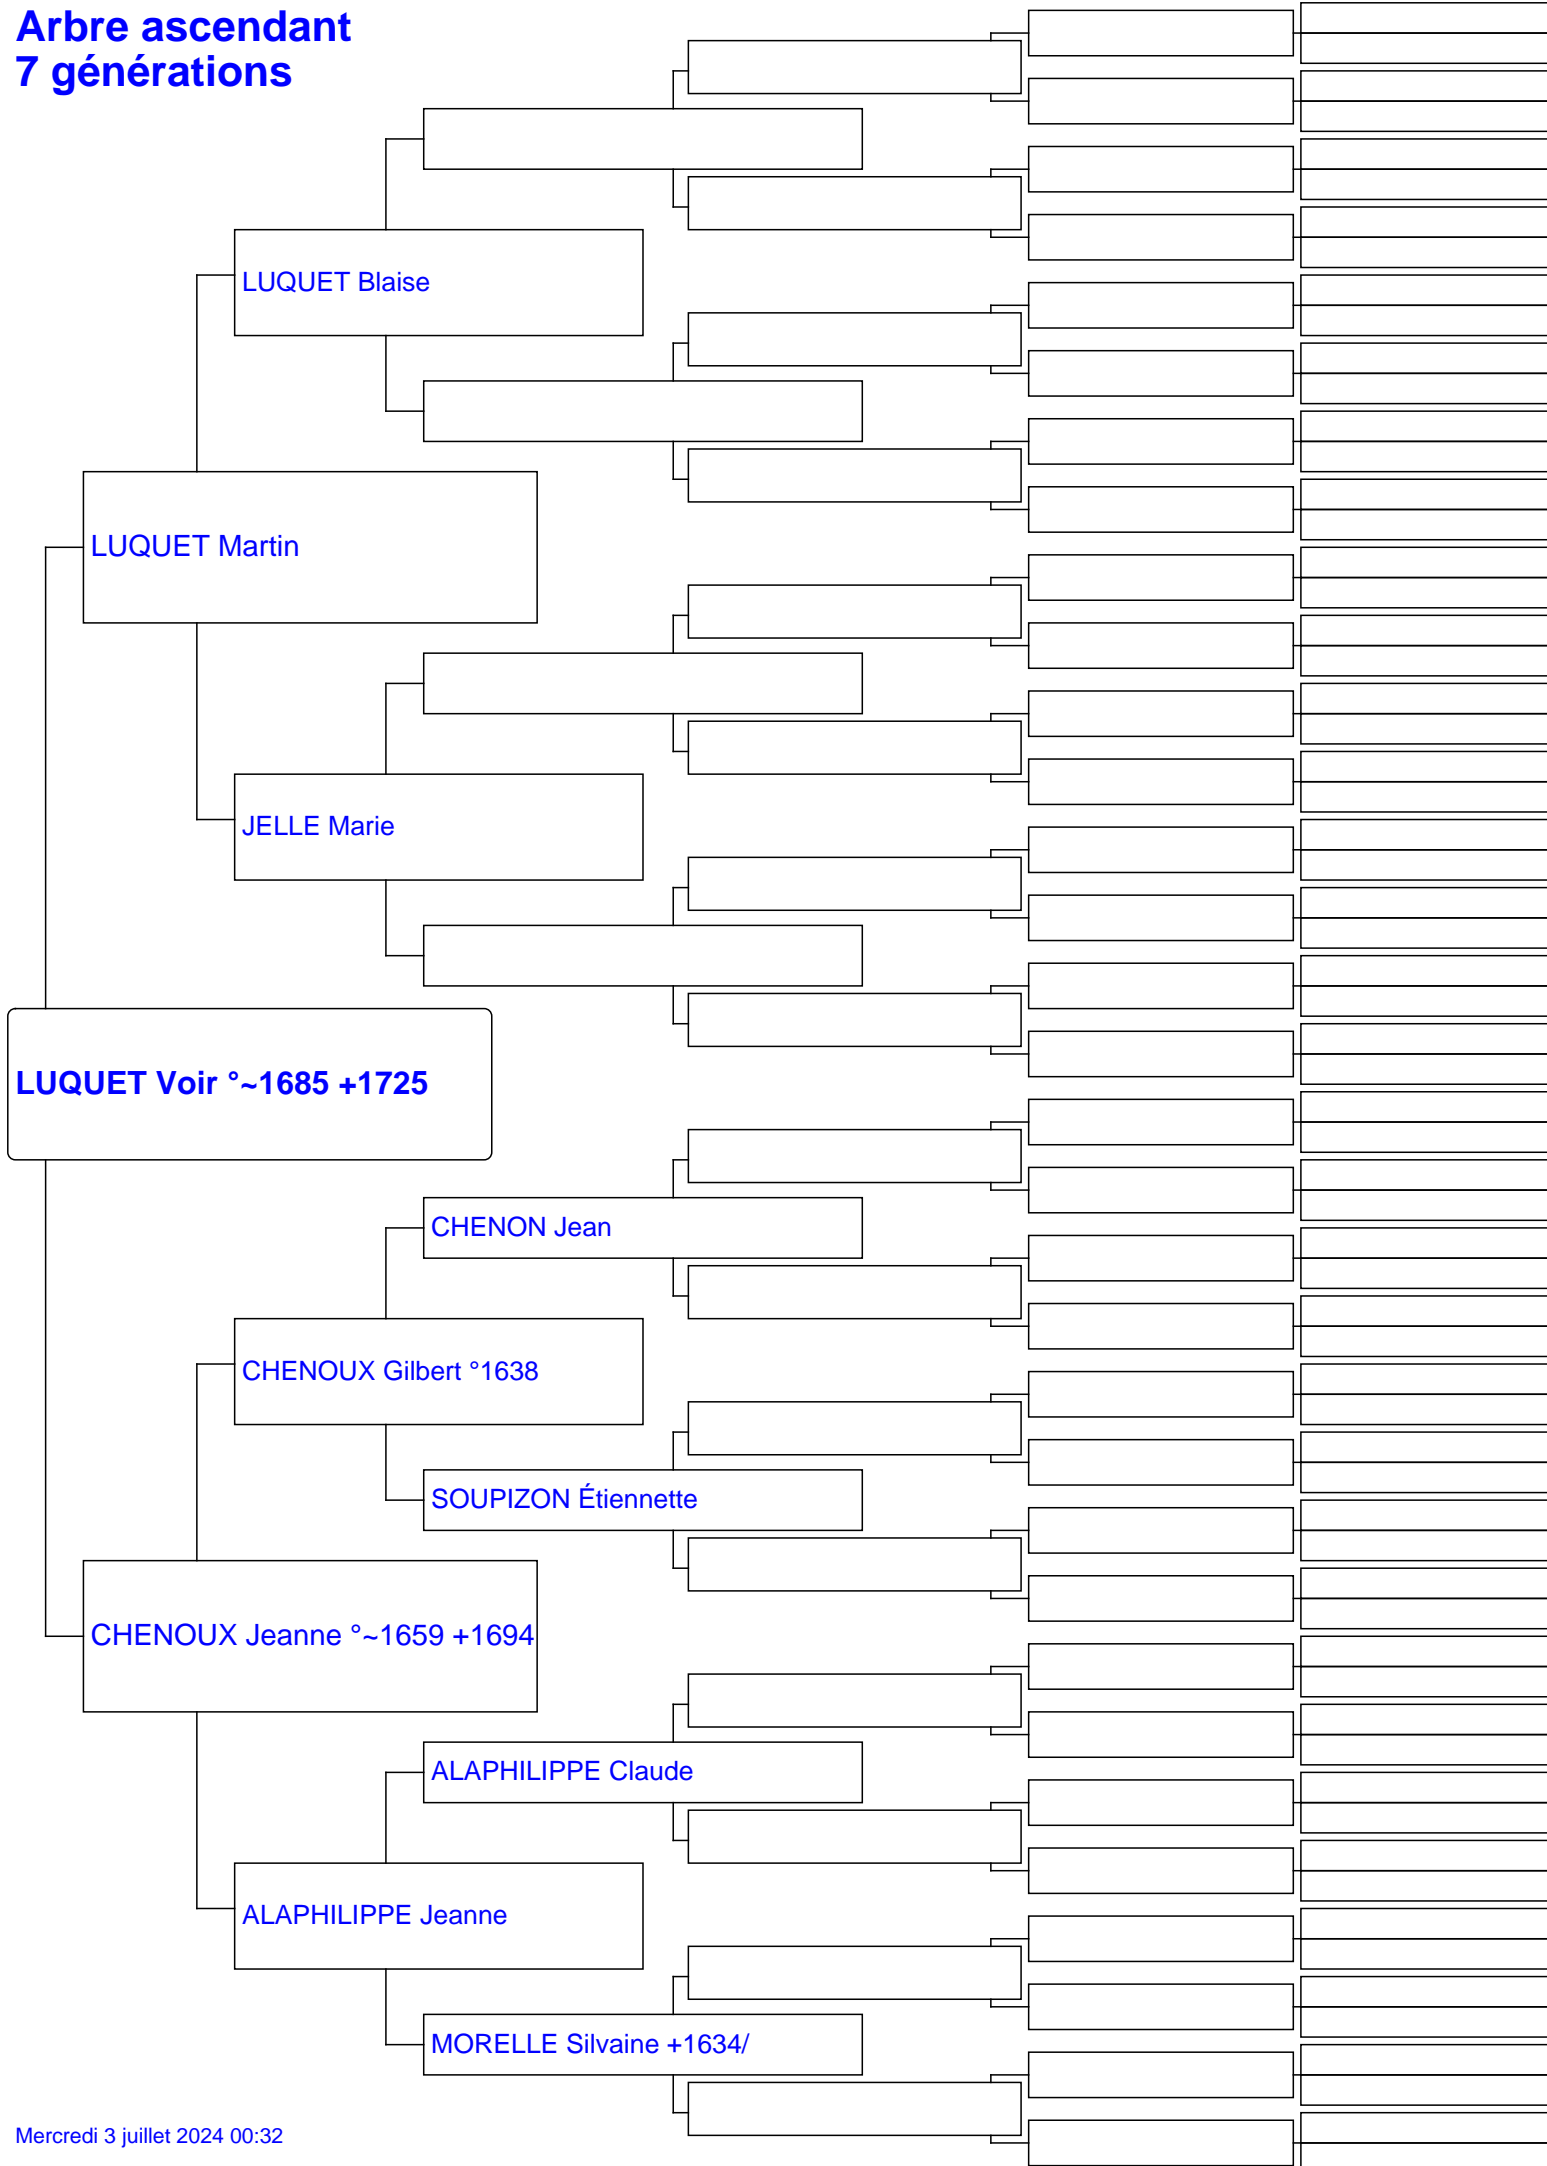 Arbre ascendant
7 générations
LUQUET Blaise
LUQUET Martin
JELLE Marie
LUQUET Voir °~1685 +1725
CHENON Jean
CHENOUX Gilbert °1638
SOUPIZON Étiennette
CHENOUX Jeanne °~1659 +1694
ALAPHILIPPE Claude
ALAPHILIPPE Jeanne
MORELLE Silvaine +1634/
Mercredi 3 juillet 2024 00:32